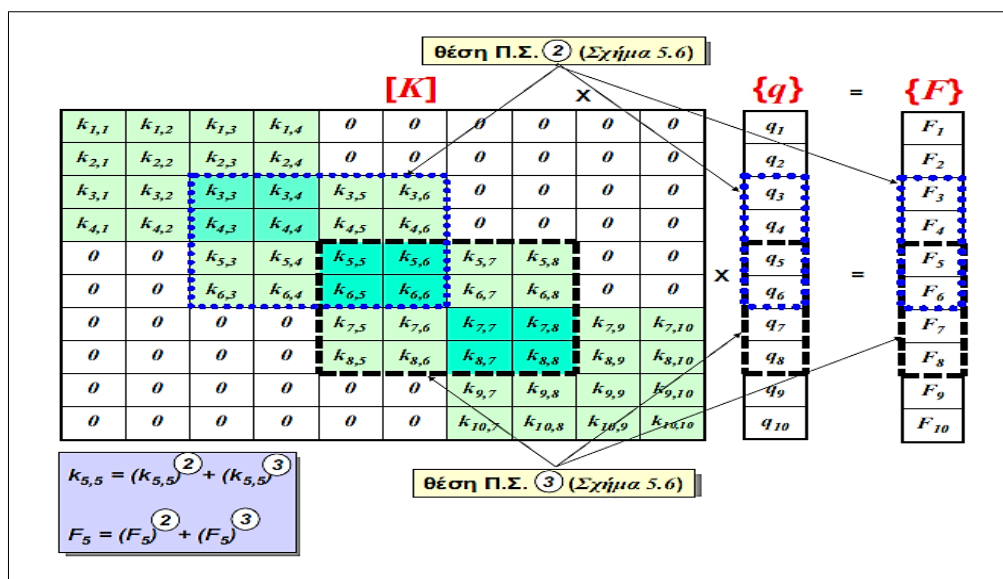 θέση Π.Σ. 2 (Σχήμα 5.6)
[K] X {q} = {F}
k1,1 k1,2 k1,3 k1,4 0 0 0 0 0 0 q1 F1
k2,1 k2,2 k2,3 k2,4 0 0 0 0 0 0 q2 F2
k3,1 k3,2 k3,3 k3,4 k3,5 k3,6 0 0 0 0 q3 F3
k4,1 k4,2 k4,3 k4,4 k4,5 k4,6 0 0 0 0 q4 F4
0 0 k5,3 k5,4 k5,5 k5,6 k5,7 k5,8 0 0 q5 F5
X =
0 0 k6,3 k6,4 k6,5 k6,6 k6,7 k6,8 0 0 q6 F6
0 0 0 0 k7,5 k7,6 k7,7 k7,8 k7,9 k7,10 q7 F7
0 0 0 0 k8,5 k8,6 k8,7 k8,8 k8,9 k8,10 q8 F8
0 0 0 0 0 0 k9,7 k9,8 k9,9 k9,10 q9 F9
0 0 0 0 0 0 k10,7 k10,8 k10,9 k10,10 q10 F10
k5,5 = (k5,5)2 + (k5,5)3
F5 = (F5)2 + (F5)3
θέση Π.Σ. 3 (Σχήμα 5.6)